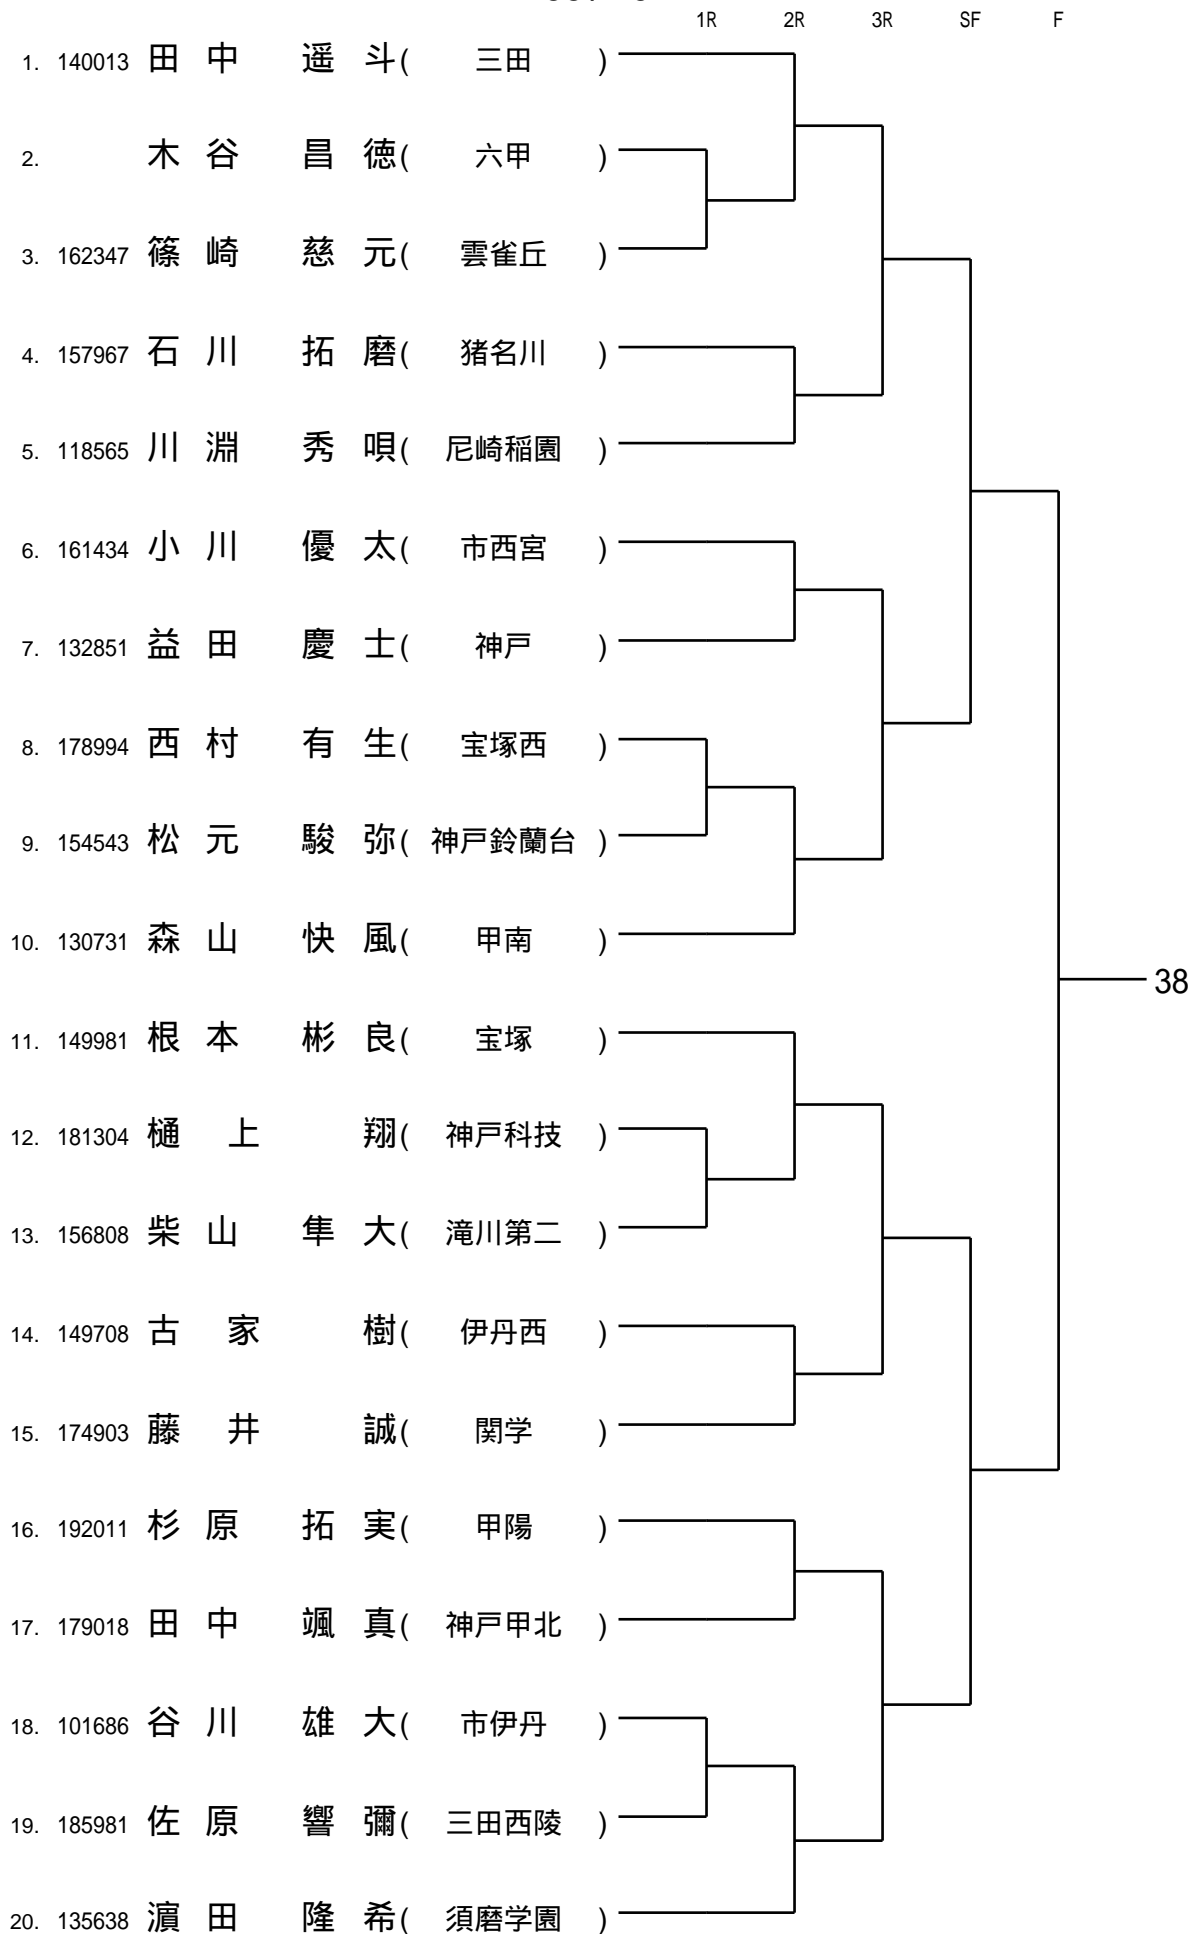 1R 2R 3R SF F
1. 140013 田中 遥斗( 三田 )
2. 木谷 昌徳( 六甲 )
3. 162347 篠崎 慈元( 雲雀丘 )
4. 157967 石川 拓磨( 猪名川 )
5. 118565 川淵 秀唄( 尼崎稲園 )
6. 161434 小川 優太( 市西宮 )
7. 132851 益田 慶士( 神戸 )
8. 178994 西村 有生( 宝塚西 )
9. 154543 松元 駿弥( 神戸鈴蘭台 )
10. 130731 森山 快風( 甲南 )
38
11. 149981 根本 彬良( 宝塚 )
12. 181304 樋上 翔( 神戸科技 )
13. 156808 柴山 隼大( 滝川第二 )
14. 149708 古家 樹( 伊丹西 )
15. 174903 藤井 誠( 関学 )
16. 192011 杉原 拓実( 甲陽 )
17. 179018 田中 颯真( 神戸甲北 )
18. 101686 谷川 雄大( 市伊丹 )
19. 185981 佐原 響彌( 三田西陵 )
20. 135638 濵田 隆希( 須磨学園 )